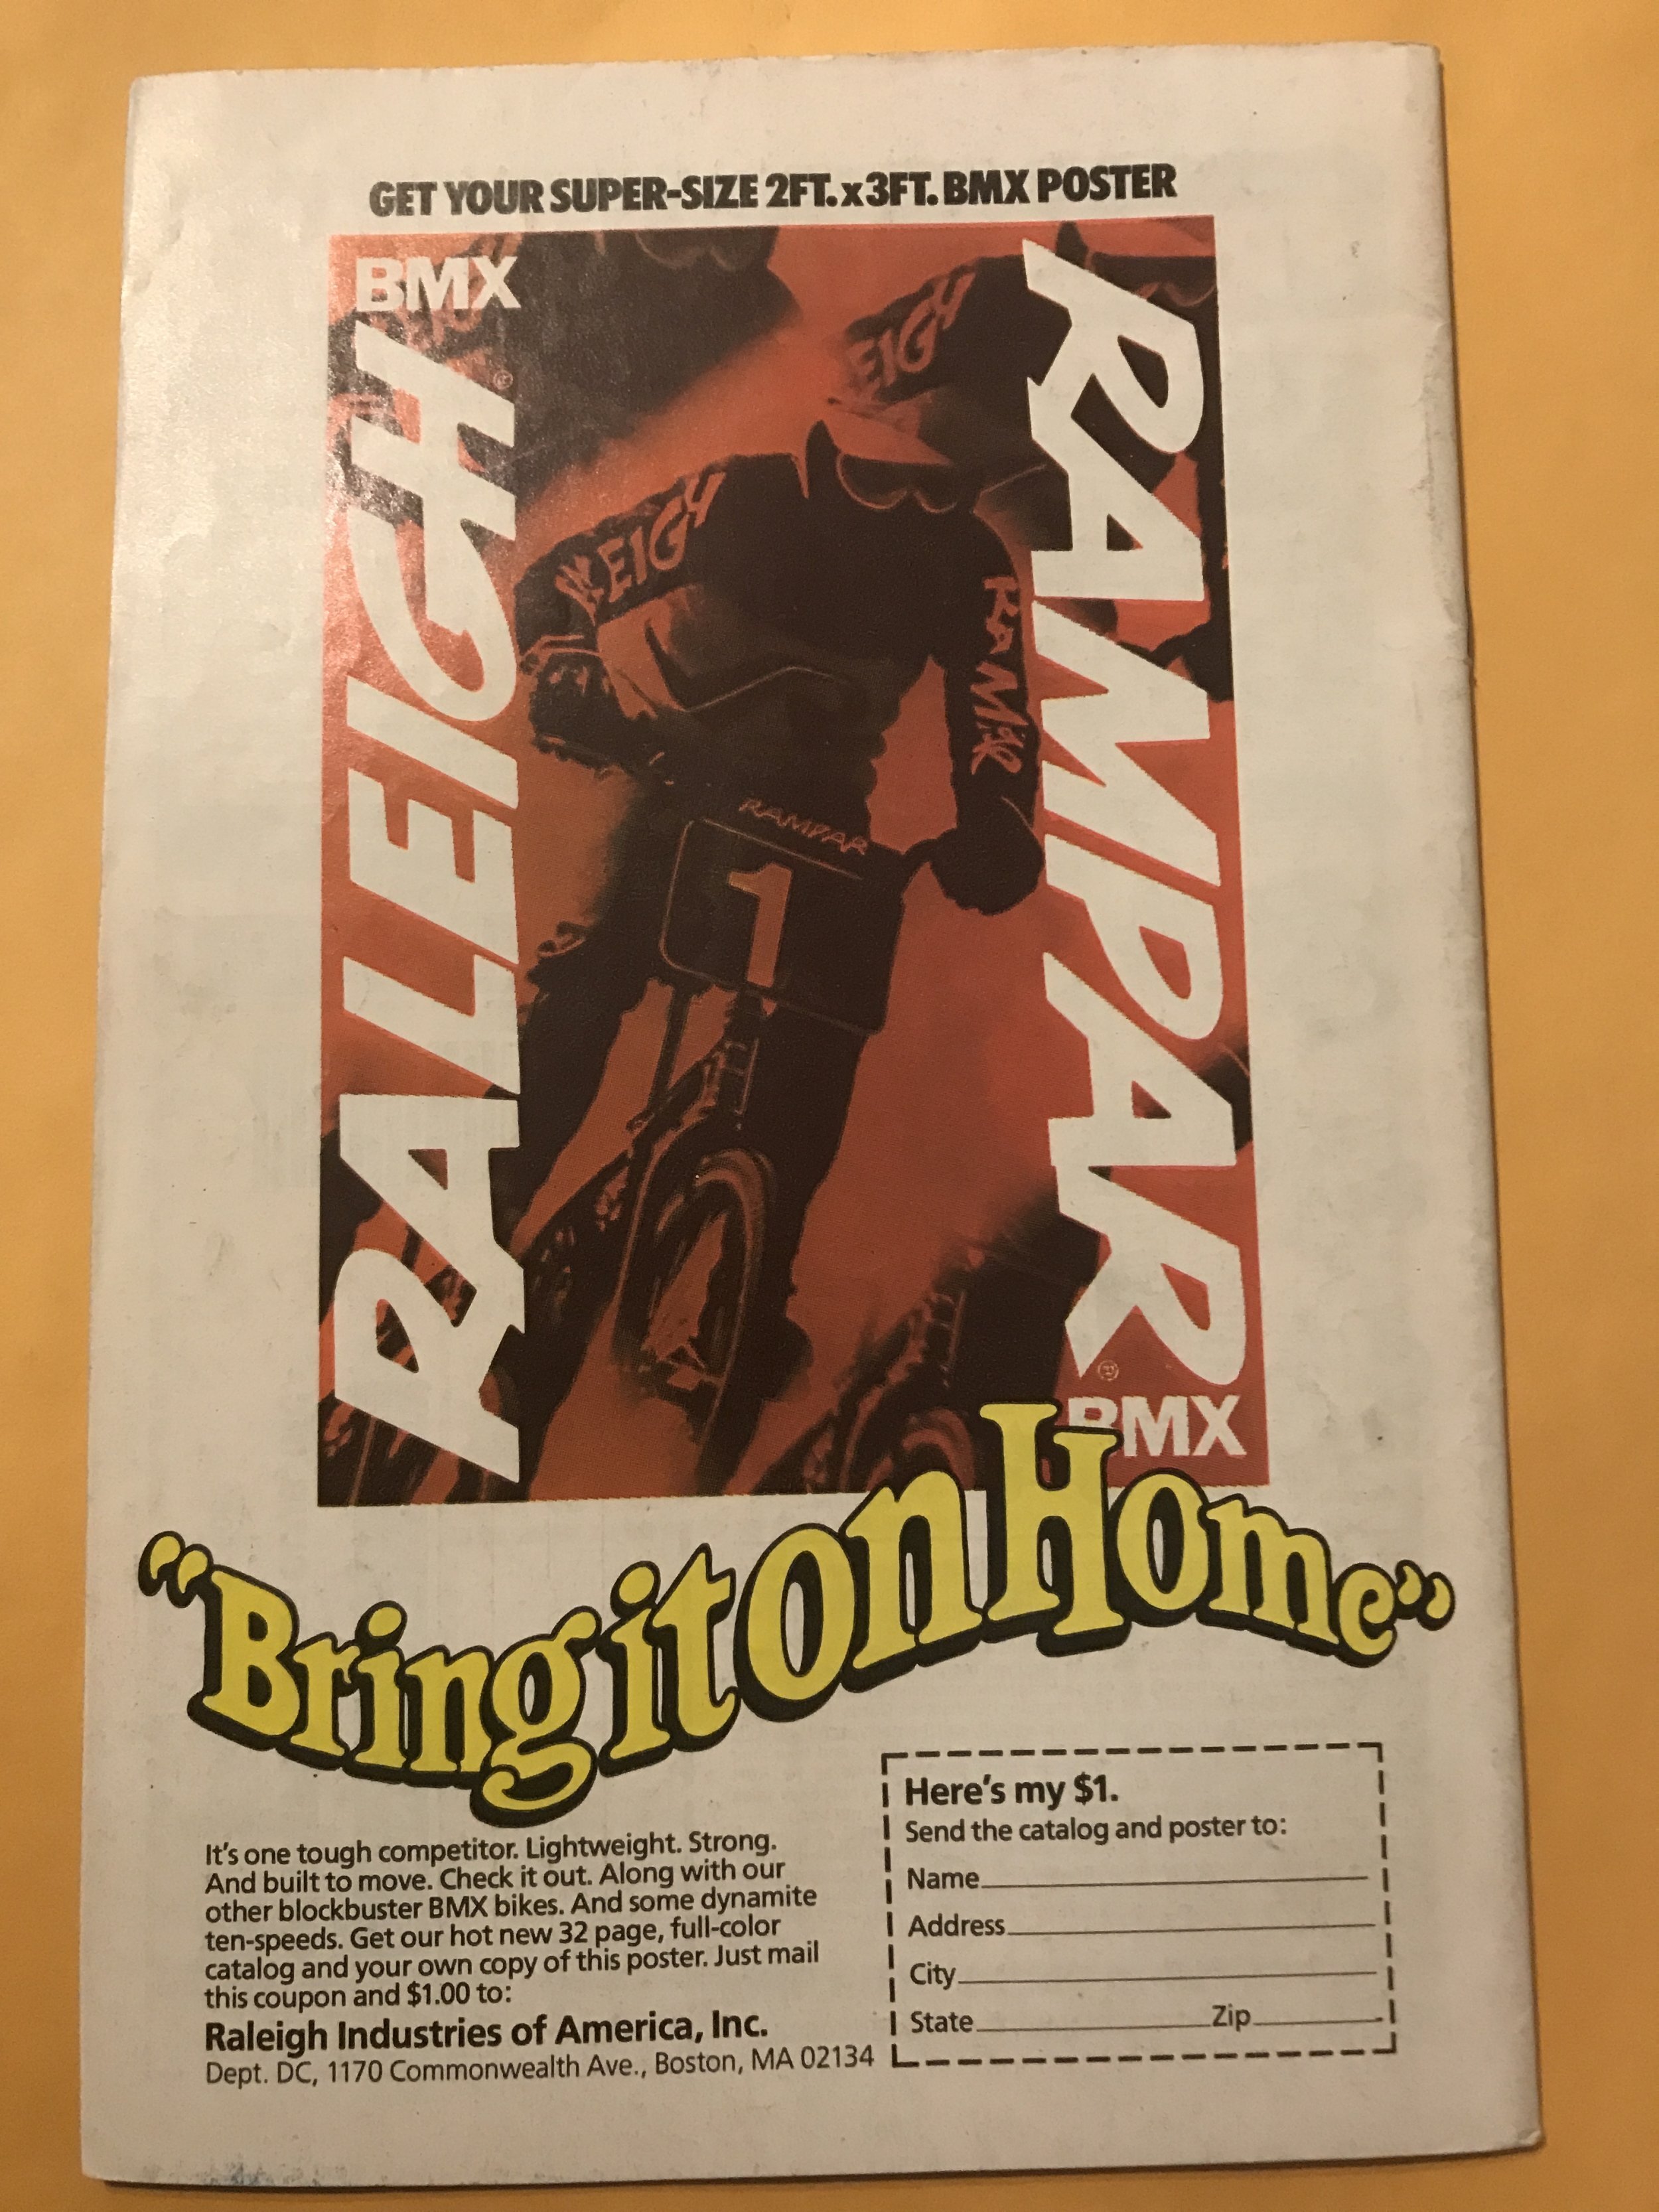 GET YOUR SUPER-SIZE 2FT. x 3FT. BMX POSTER
BMX
RALEIGH®
RAMPAR®
BMX
EIGH
LEIGH
RAMPAR
RAMPAR
1
"Bring it on Home"
It's one tough competitor. Lightweight. Strong.
And built to move. Check it out. Along with our
other blockbuster BMX bikes. And some dynamite
ten-speeds. Get our hot new 32 page, full-color
catalog and your own copy of this poster. Just mail
this coupon and $1.00 to:
Raleigh Industries of America, Inc.
Dept. DC, 1170 Commonwealth Ave., Boston, MA 02134
Here's my $1.
Send the catalog and poster to:
Name
Address
City
State Zip